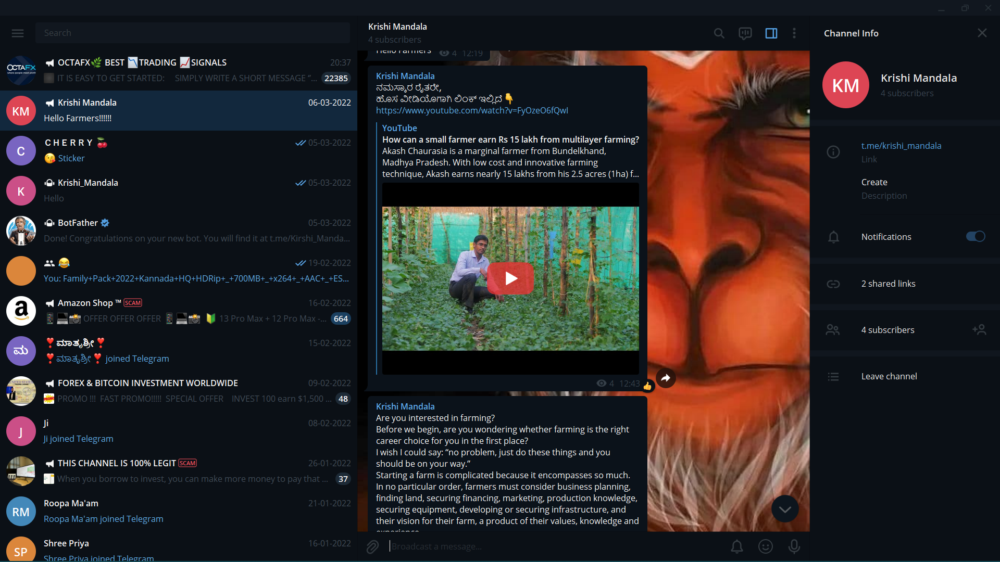 Search
OCTAFX🌿 BEST 📉TRADING 📈SIGNALS
20:37
IT IS EASY TO GET STARTED: SIMPLY WRITE A SHORT MESSAGE “...
22385
KM
Krishi Mandala
06-03-2022
Hello Farmers!!!!!!
C
C H E R R Y 🍒
05-03-2022
😘 Sticker
K
Krishi_Mandala
05-03-2022
Hello
BotFather
05-03-2022
Done! Congratulations on your new bot. You will find it at t.me/Kirshi_Manda...
😂
19-02-2022
You: Family+Pack+2022+Kannada+HQ+HDRip+_+700MB+_+x264+_+AAC+_+ES...
Amazon Shop ™ SCAM
16-02-2022
📱💻📸 OFFER OFFER OFFER 📱💻📸 🔰 13 Pro Max + 12 Pro Max -...
664
ಮ
❣️ಮಾತೃಶ್ರೀ❣️
15-02-2022
❣️ಮಾತೃಶ್ರೀ❣️ joined Telegram
FOREX & BITCOIN INVESTMENT WORLDWIDE
09-02-2022
PROMO !!! FAST PROMO!!!!! SPECIAL OFFER INVEST 100 earn $1,500 ...
48
J
Ji
08-02-2022
Ji joined Telegram
THIS CHANNEL IS 100% LEGIT SCAM
26-01-2022
When you borrow to invest, you can make more money to pay that ...
37
RM
Roopa Ma'am
21-01-2022
Roopa Ma'am joined Telegram
SP
Shree Priya
16-01-2022
Shree Priya joined Telegram
Krishi Mandala
4 subscribers
Hello Farmers
4 12:19
Krishi Mandala
ನಮಸ್ಕಾರ ರೈತರೇ,
ಹೊಸ ವೀಡಿಯೊಗಾಗಿ ಲಿಂಕ್ ಇಲ್ಲಿದೆ 👇
https://www.youtube.com/watch?v=FyOzeO6fQwI
YouTube
How can a small farmer earn Rs 15 lakh from multilayer farming?
Akash Chaurasia is a marginal farmer from Bundelkhand,
Madhya Pradesh. With low cost and innovative farming
technique, Akash earns nearly 15 lakhs from his 2.5 acres (1ha) f...
4 12:43
Krishi Mandala
Are you interested in farming?
Before we begin, are you wondering whether farming is the right
career choice for you in the first place?
I wish I could say: “no problem, just do these things and you
should be on your way.”
Starting a farm is complicated because it encompasses so much.
In no particular order, farmers must consider business planning,
finding land, securing financing, marketing, production knowledge,
securing equipment, developing or securing infrastructure, and
their vision for their farm, a product of their values, knowledge and
experience
Broadcast a message...
Channel Info
KM
Krishi Mandala
4 subscribers
t.me/krishi_mandala
Link
Create
Description
Notifications
2 shared links
4 subscribers
Leave channel